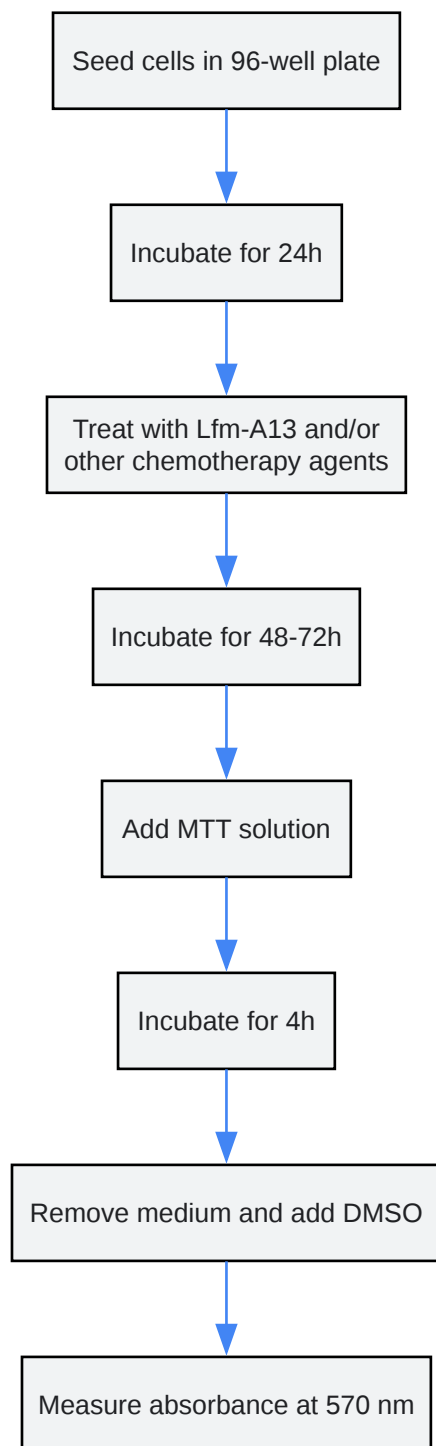 Seed cells in 96-well plate
Incubate for 24h
Treat with Lfm-A13 and/or
other chemotherapy agents
Incubate for 48-72h
Add MTT solution
Incubate for 4h
Remove medium and add DMSO
Measure absorbance at 570 nm